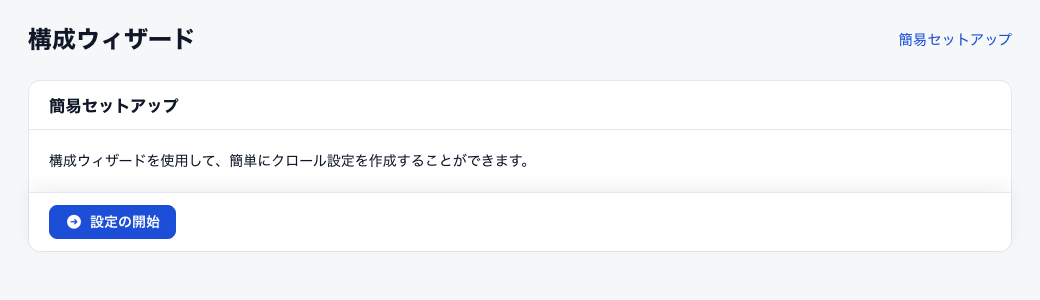 構成ウィザード
簡易セットアップ
簡易セットアップ
構成ウィザードを使用して、簡単にクロール設定を作成することができます。
設定の開始